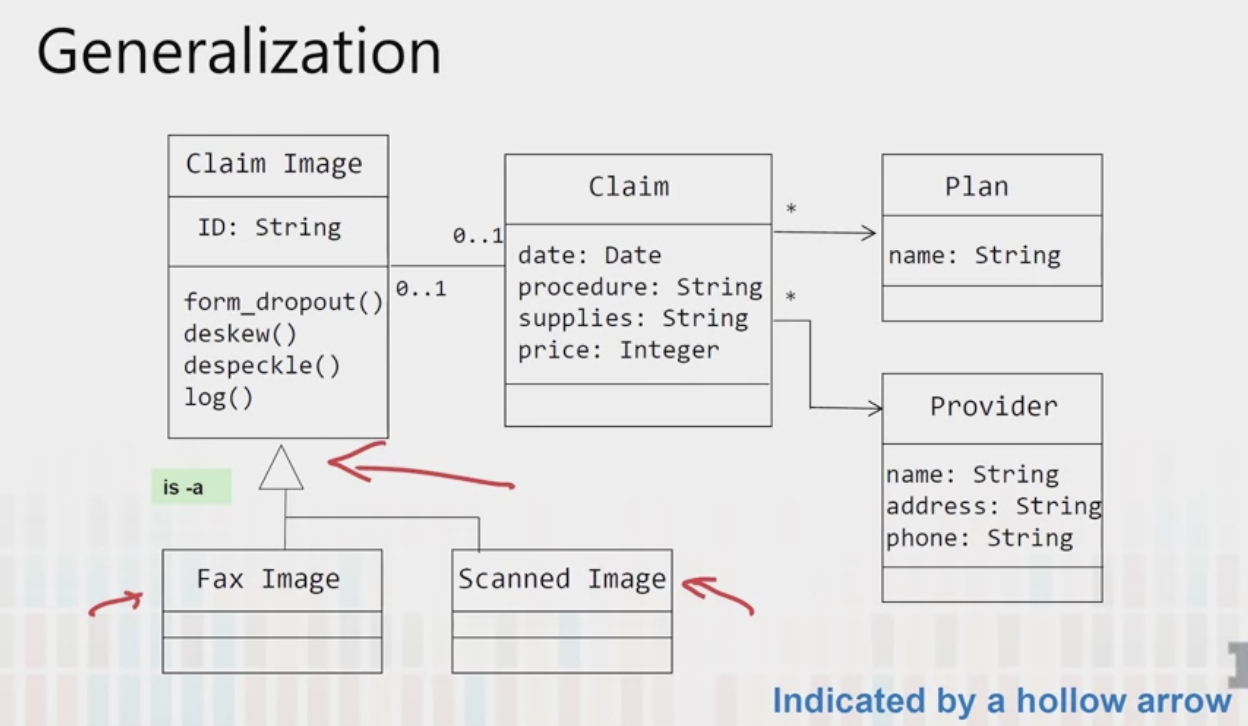 Generalization
Claim Image
ID: String
form_dropout()
deskew()
despeckle()
log()
0..1
0..1
Claim
date: Date
procedure: String
supplies: String
price: Integer
*
*
Plan
name: String
Provider
name: String
address: String
phone: String
is -a
Fax Image
Scanned Image
Indicated by a hollow arrow